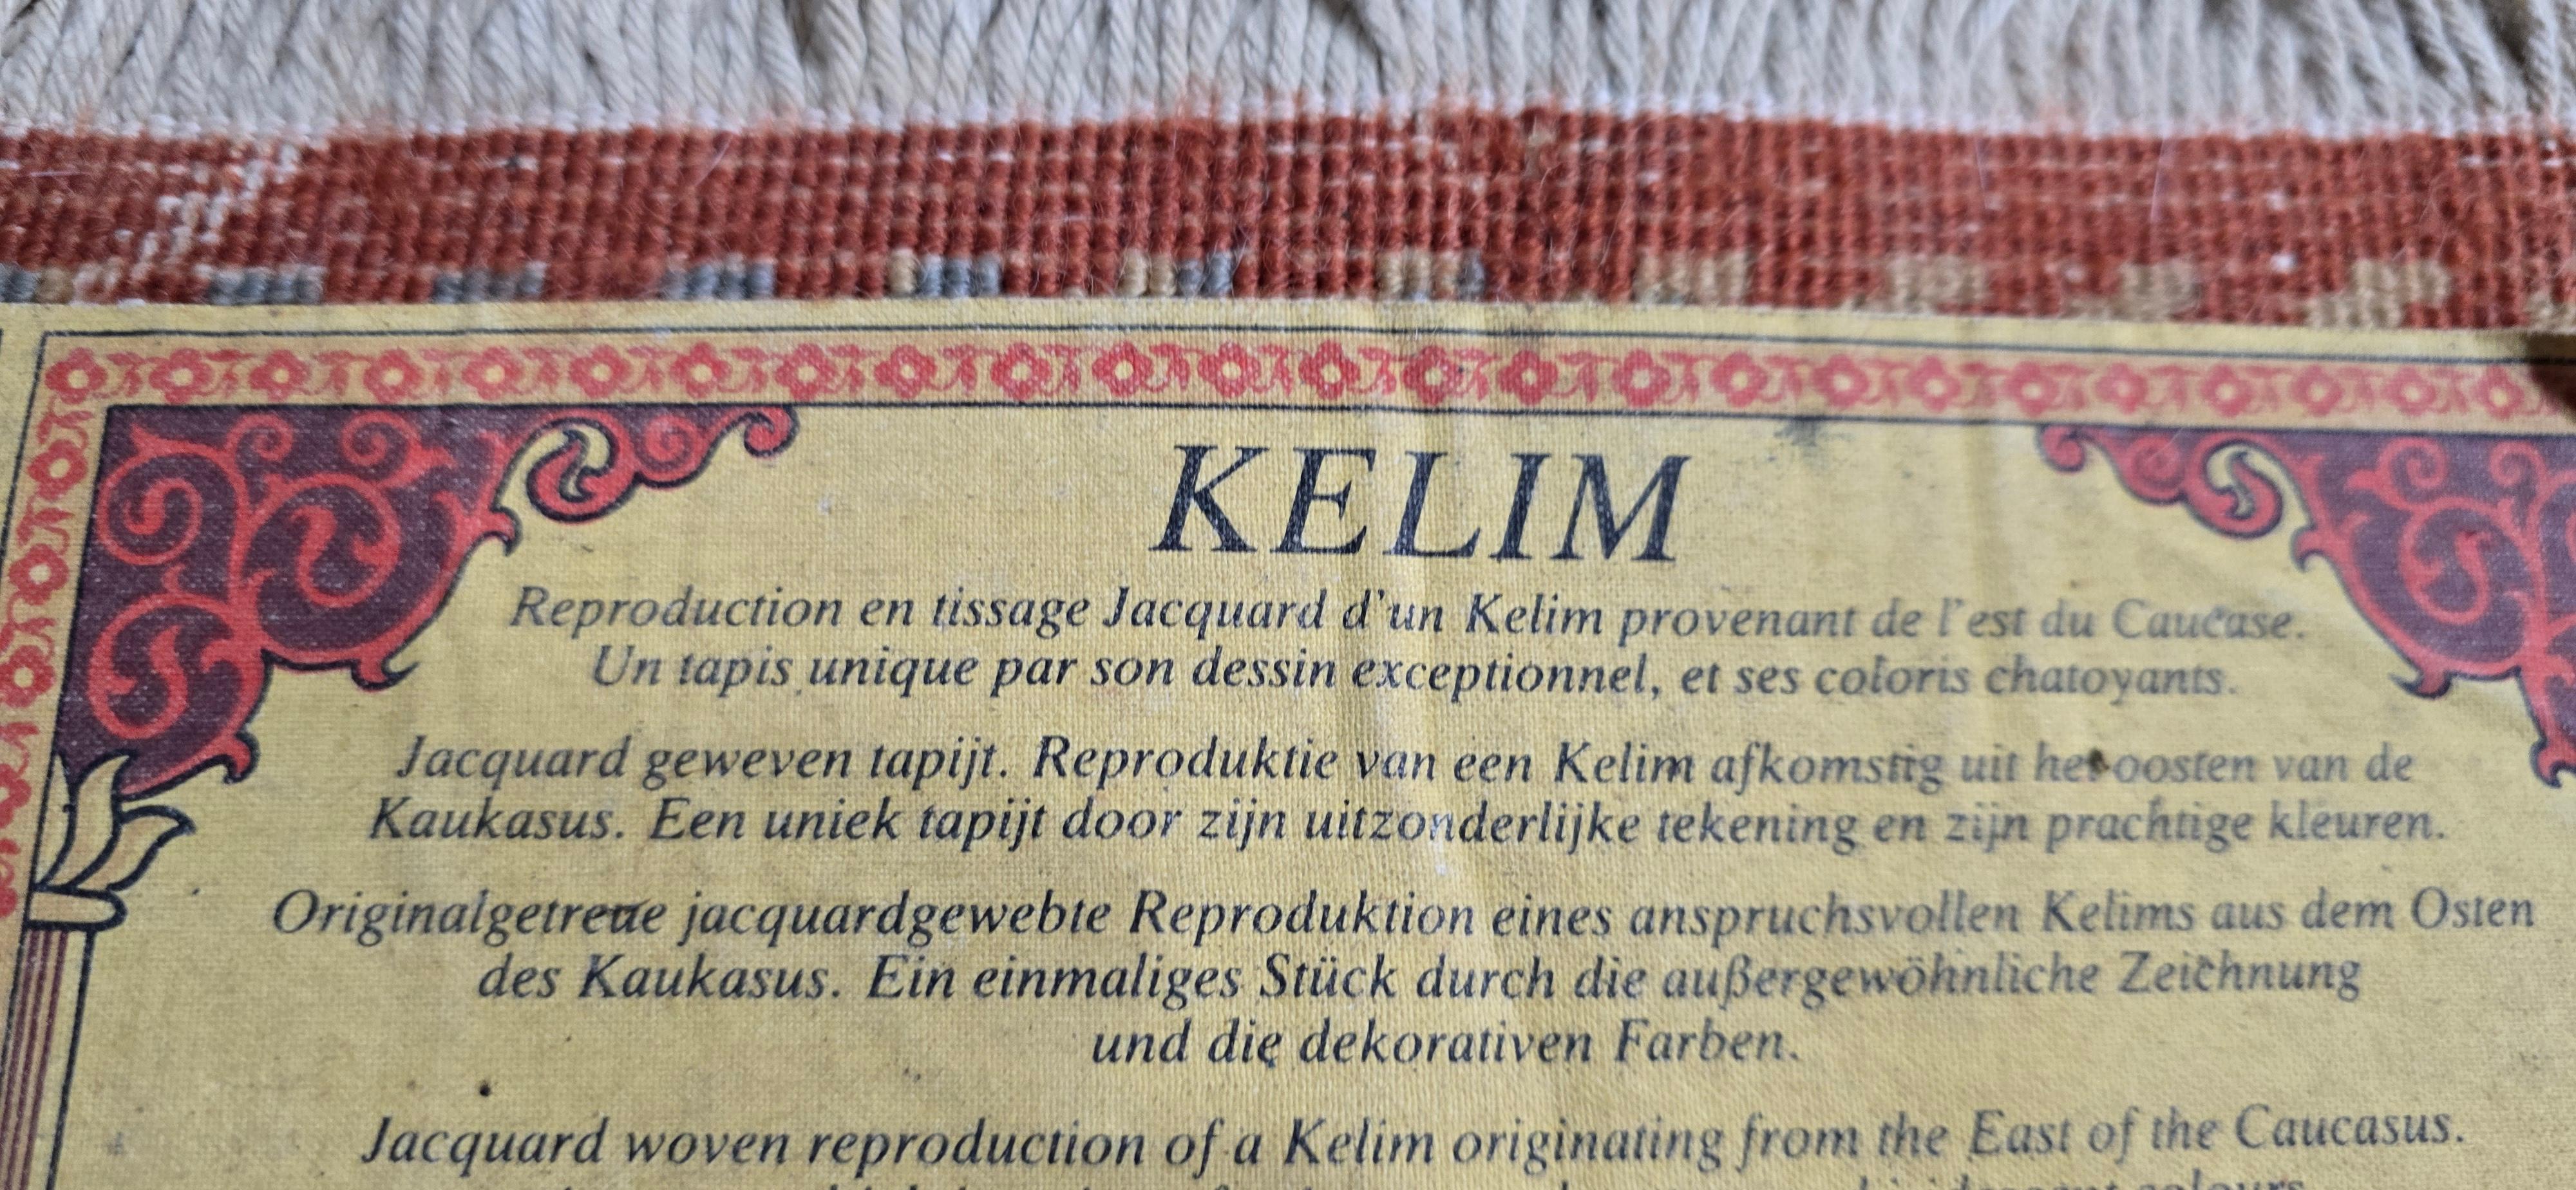 KELIM
Reproduction en tissage Jacquard d'un Kelim provenant de l'est du Caucase.
Un tapis unique par son dessin exceptionnel, et ses coloris chatoyants.
Jacquard geweven tapijt. Reproduktie van een Kelim afkomstig uit het oosten van de
Kaukasus. Een uniek tapijt door zijn uitzonderlijke tekening en zijn prachtige kleuren.
Originalgetreue jacquardgewebte Reproduktion eines anspruchsvollen Kelims aus dem Osten
des Kaukasus. Ein einmaliges Stück durch die außergewöhnliche Zeichnung
und die dekorativen Farben.
Jacquard woven reproduction of a Kelim originating from the East of the Caucasus.
colours